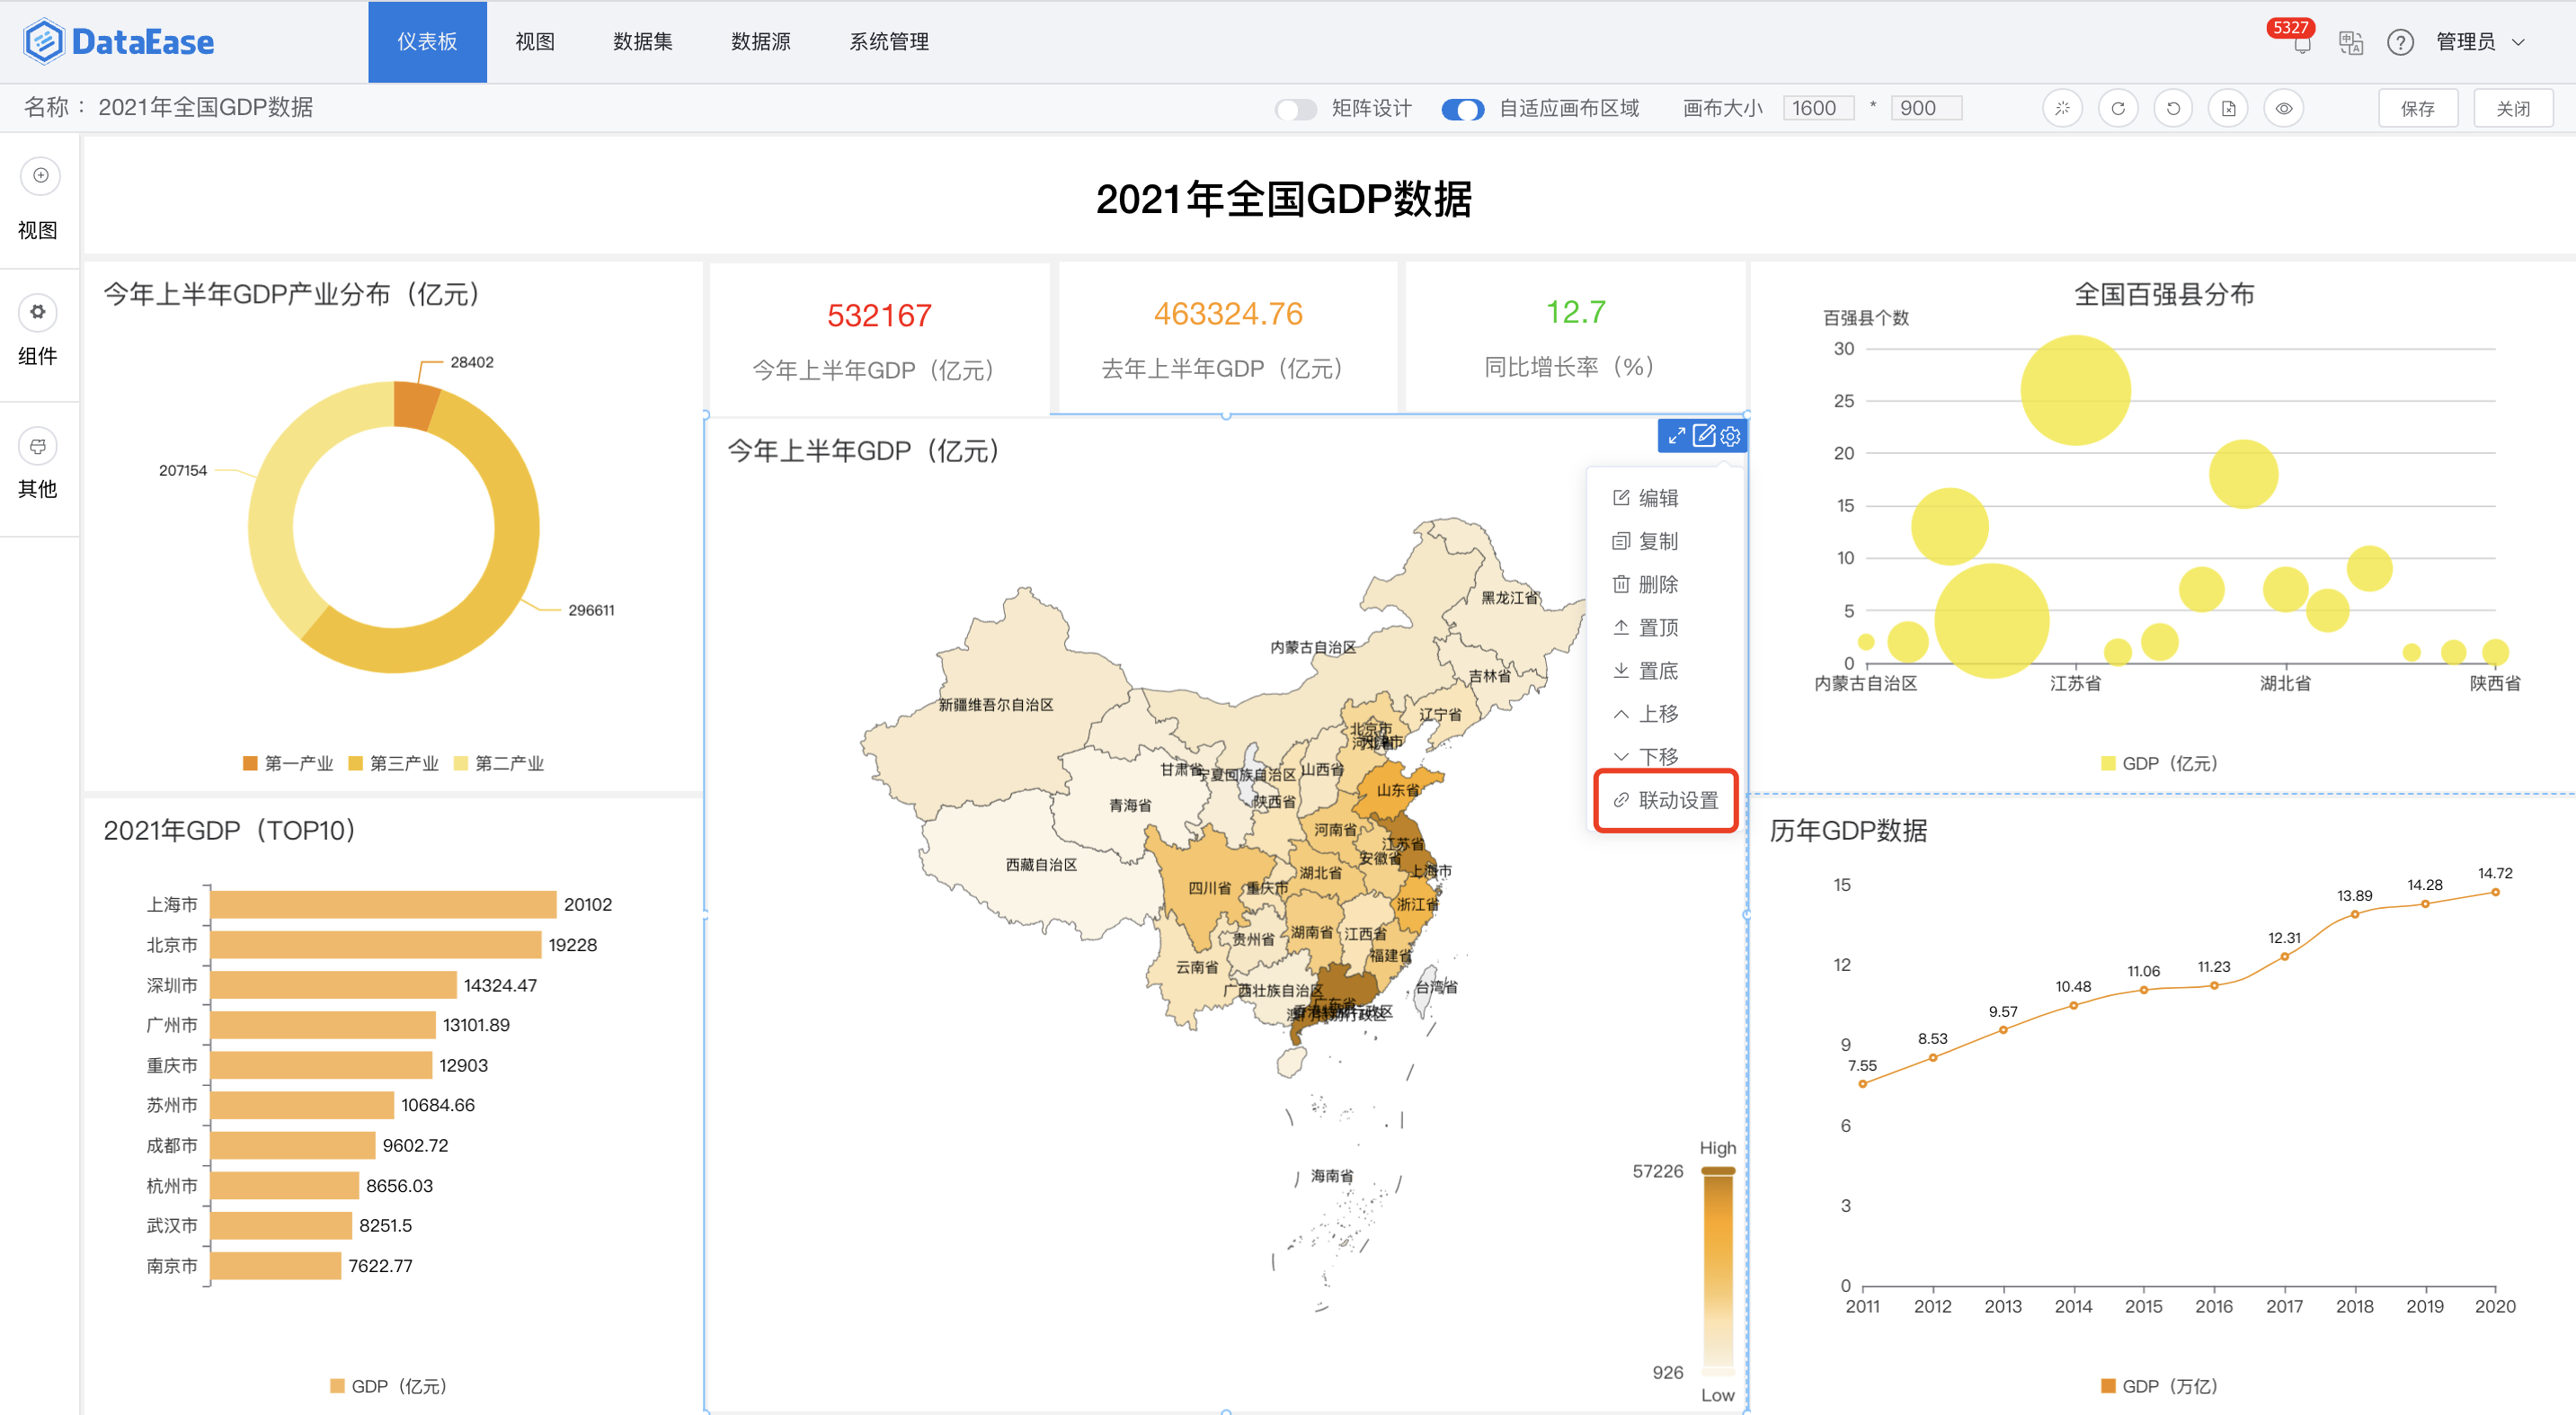 DataEase
仪表板
视图
数据集
数据源
系统管理
5327
管理员
名称：
2021年全国GDP数据
矩阵设计
自适应画布区域
画布大小
1600
*
900
保存
关闭
视图
组件
其他
2021年全国GDP数据
今年上半年GDP产业分布（亿元）
28402
207154
296611
第一产业
第三产业
第二产业
532167
今年上半年GDP（亿元）
463324.76
去年上半年GDP（亿元）
12.7
同比增长率（%）
全国百强县分布
百强县个数
30
25
20
15
10
5
0
内蒙古自治区
江苏省
湖北省
陕西省
GDP（亿元）
今年上半年GDP（亿元）
编辑
复制
删除
置顶
置底
上移
下移
联动设置
黑龙江省
内蒙古自治区
吉林省
新疆维吾尔自治区
辽宁省
北京市
甘肃省
宁夏回族自治区
山西省
山东省
青海省
陕西省
河南省
江苏省
安徽省
西藏自治区
上海市
湖北省
四川省
重庆市
浙江省
湖南省
江西省
贵州省
福建省
云南省
广西壮族自治区
台湾省
广东省
海南省
High
57226
926
Low
2021年GDP（TOP10）
上海市
20102
北京市
19228
深圳市
14324.47
广州市
13101.89
重庆市
12903
苏州市
10684.66
成都市
9602.72
杭州市
8656.03
武汉市
8251.5
南京市
7622.77
GDP（亿元）
历年GDP数据
15
12
9
6
3
0
7.55
8.53
9.57
10.48
11.06
11.23
12.31
13.89
14.28
14.72
2011
2012
2013
2014
2015
2016
2017
2018
2019
2020
GDP（万亿）